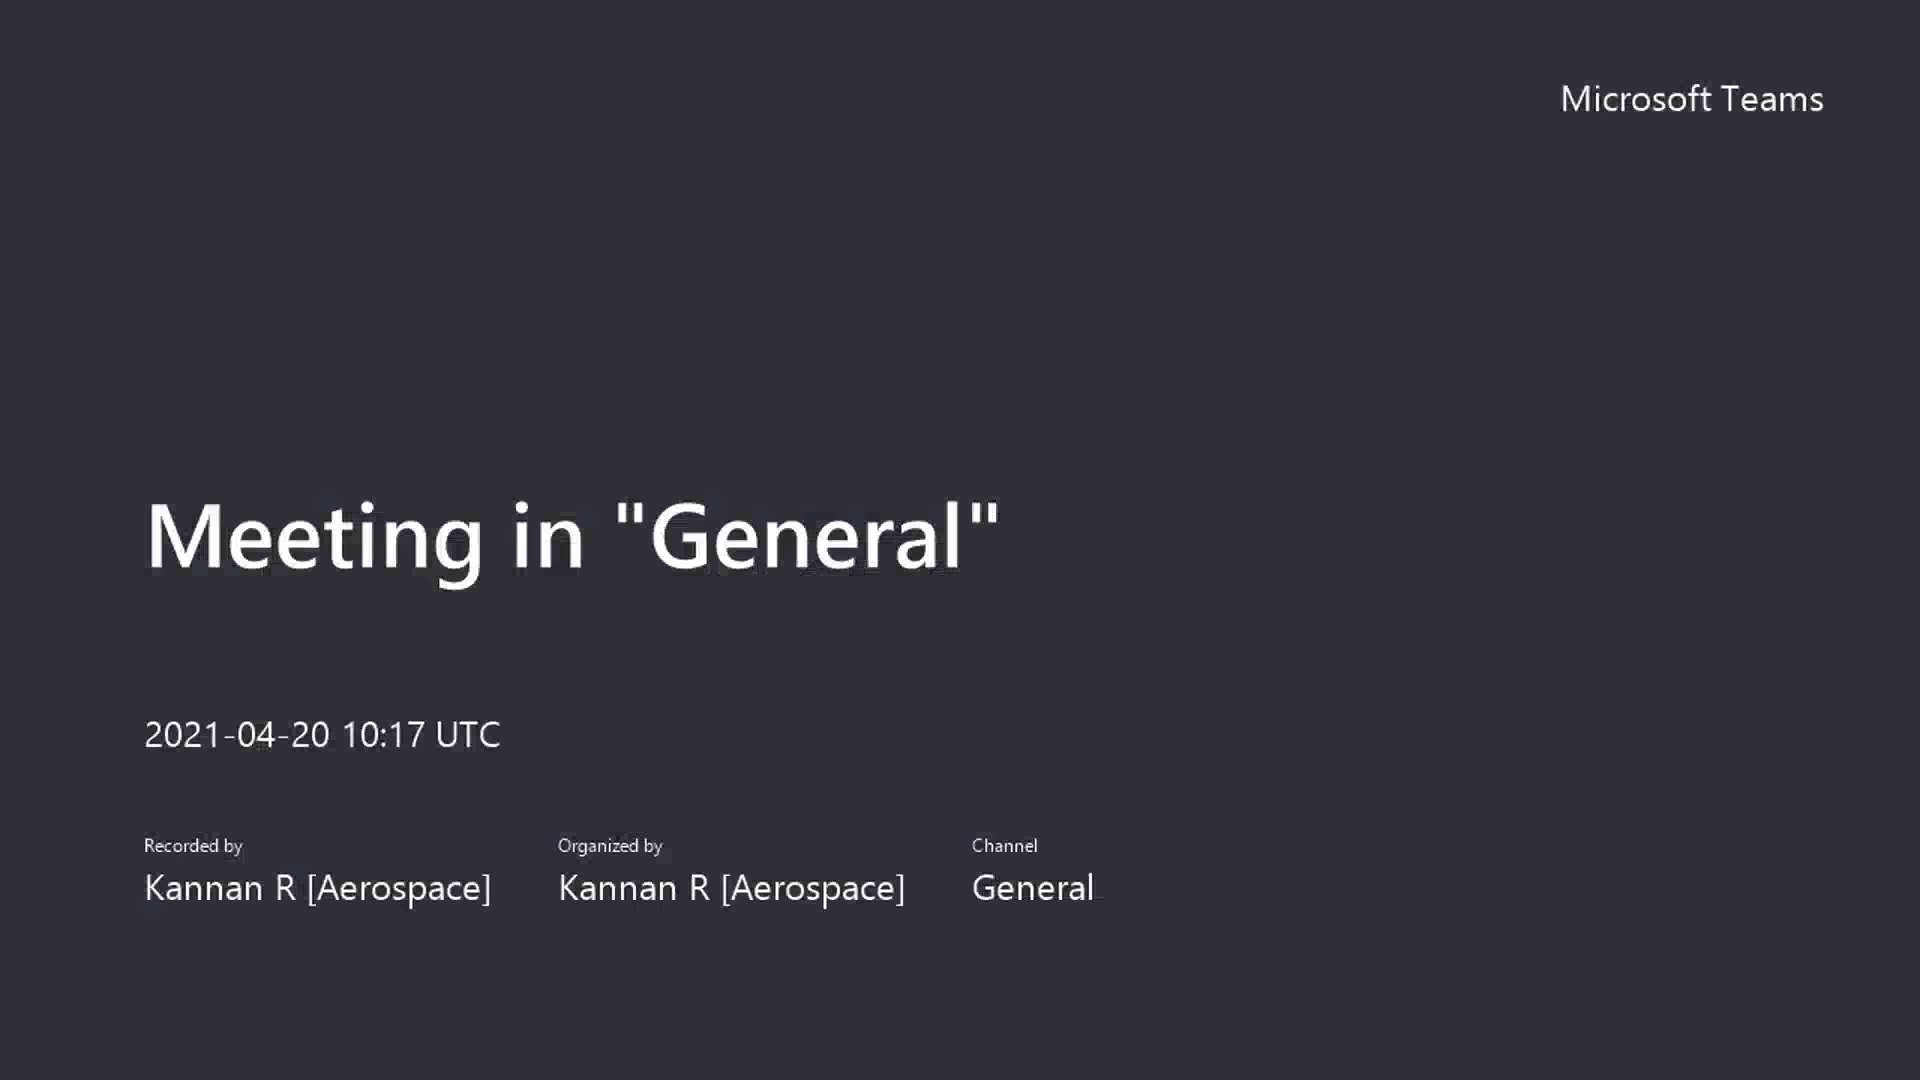 Microsoft Teams
Meeting in "General"
2021-04-20 10:17 UTC
Recorded by
Kannan R [Aerospace]
Organized by
Kannan R [Aerospace]
Channel
General